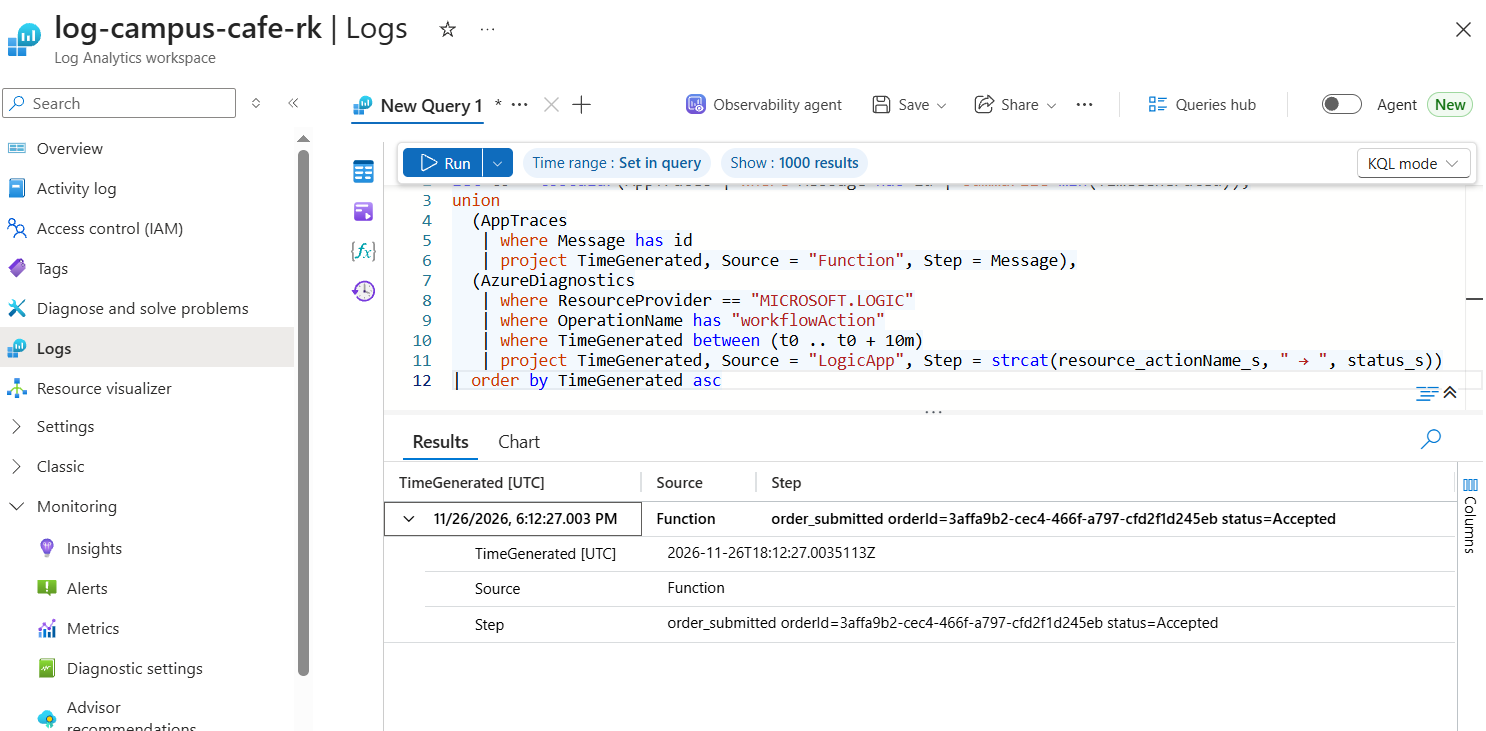 log-campus-cafe-rk | Logs
Log Analytics workspace
Search
Overview
Activity log
Access control (IAM)
Tags
Diagnose and solve problems
Logs
Resource visualizer
Settings
Classic
Monitoring
Insights
Alerts
Metrics
Diagnostic settings
Advisor
recommendations
New Query 1 * ···
Observability agent
Save
Share
Queries hub
Agent New
Run
Time range : Set in query
Show : 1000 results
KQL mode
3 union
4 (AppTraces
5 | where Message has id
6 | project TimeGenerated, Source = "Function", Step = Message),
7 (AzureDiagnostics
8 | where ResourceProvider == "MICROSOFT.LOGIC"
9 | where OperationName has "workflowAction"
10 | where TimeGenerated between (t0 .. t0 + 10m)
11 | project TimeGenerated, Source = "LogicApp", Step = strcat(resource_actionName_s, " → ", status_s))
12 | order by TimeGenerated asc
Results Chart
TimeGenerated [UTC] Source Step
11/26/2026, 6:12:27.003 PM Function order_submitted orderId=3affa9b2-cec4-466f-a797-cfd2f1d245eb status=Accepted
TimeGenerated [UTC] 2026-11-26T18:12:27.0035113Z
Source Function
Step order_submitted orderId=3affa9b2-cec4-466f-a797-cfd2f1d245eb status=Accepted
Columns